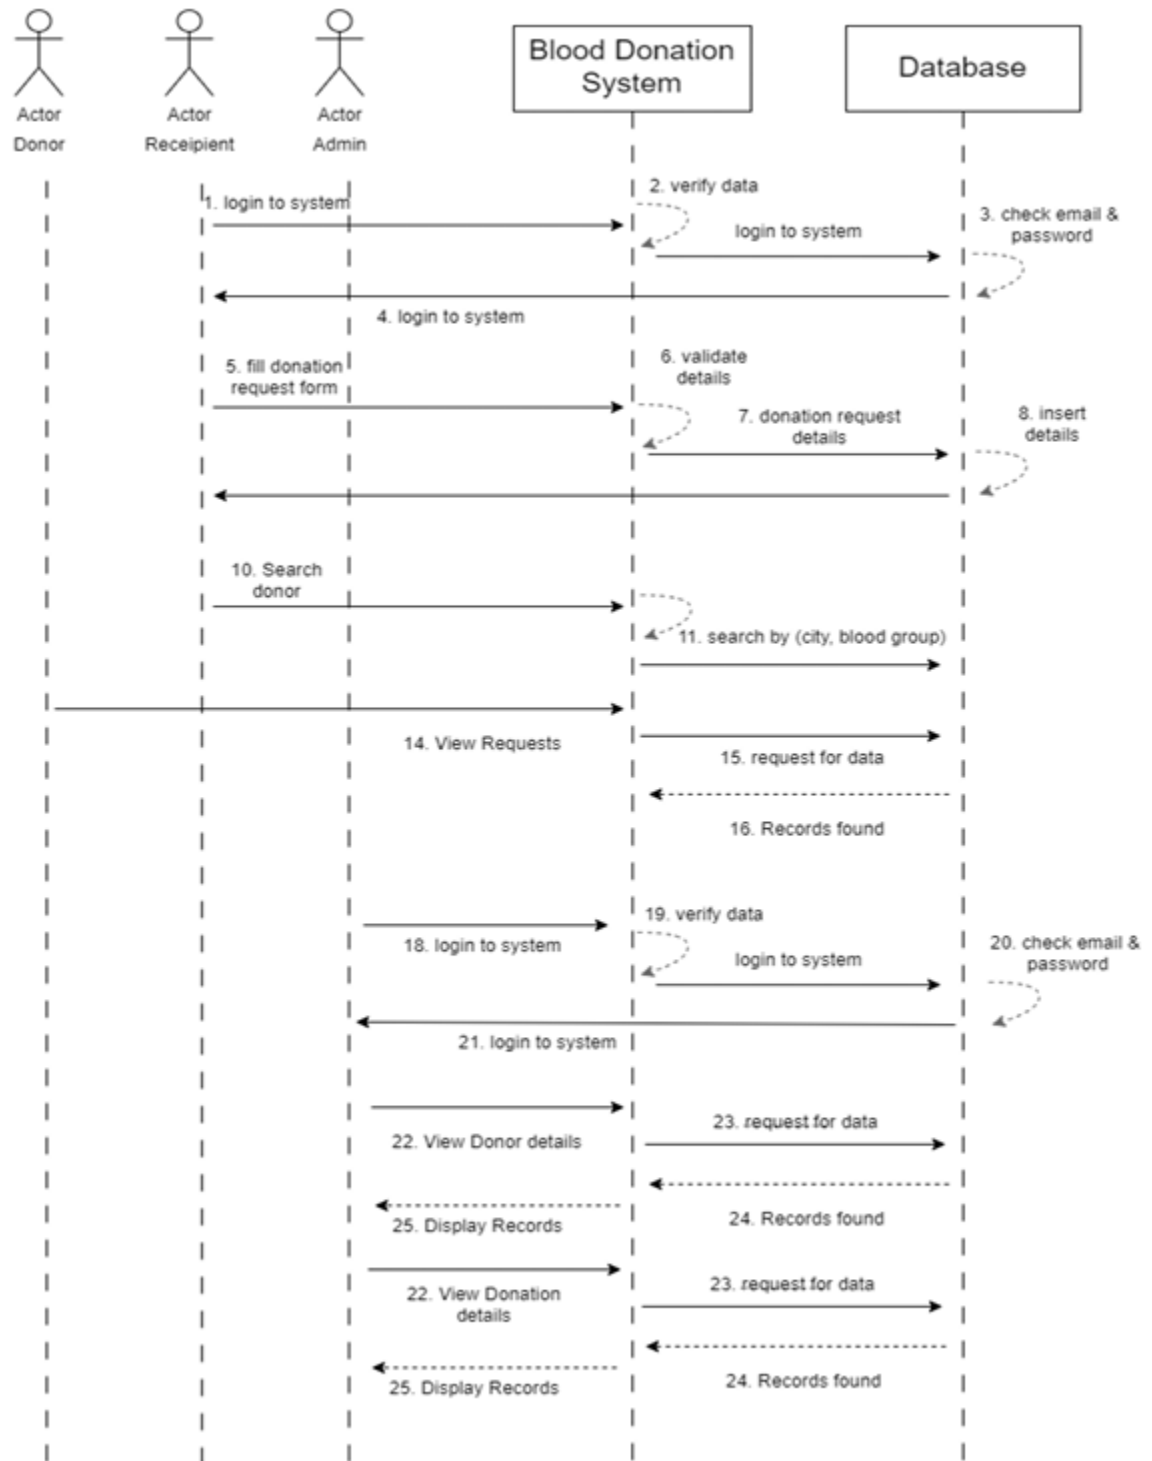 Actor
Donor
Actor
Receipient
Actor
Admin
Blood Donation
System
Database
1. login to system
2. verify data
login to system
3. check email &
password
4. login to system
5. fill donation
request form
6. validate
details
7. donation request
details
8. insert
details
10. Search
donor
11. search by (city, blood group)
14. View Requests
15. request for data
16. Records found
18. login to system
19. verify data
login to system
20. check email &
password
21. login to system
22. View Donor details
23. request for data
24. Records found
25. Display Records
22. View Donation
details
23. request for data
24. Records found
25. Display Records